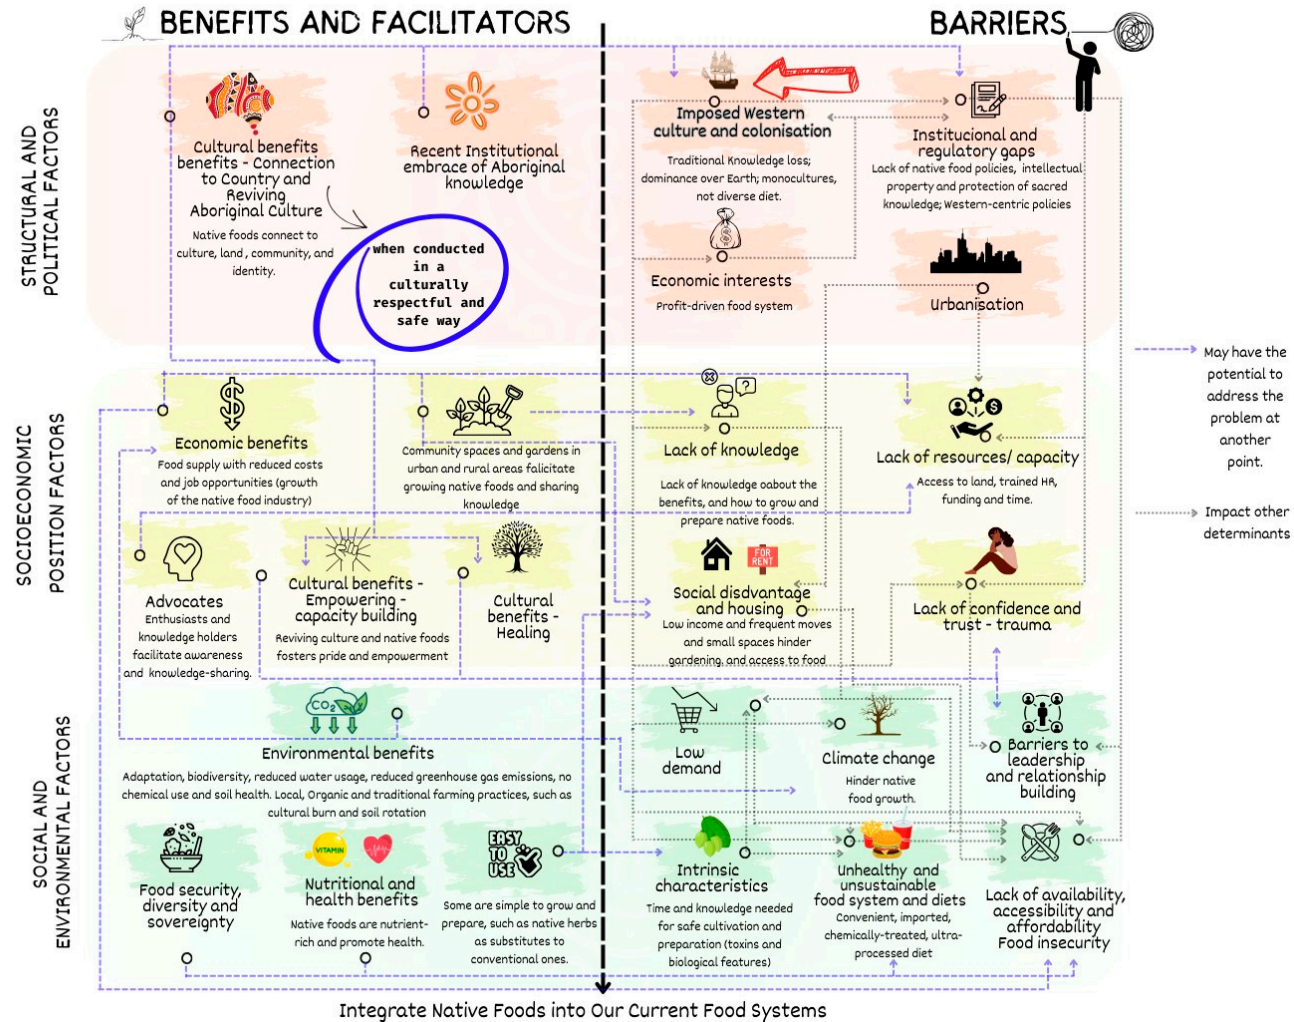 BENEFITS AND FACILITATORS
BARRIERS
STRUCTURAL AND
POLITICAL FACTORS
Cultural benefits
benefits - Connection
to Country and
Reviving
Aboriginal Culture
Native foods connect to
culture, land, community, and
identity.
Recent Institutional
embrace of Aboriginal
knowledge
when conducted
in a
culturally
respectful and
safe way
Imposed Western
culture and colonisation
Traditional Knowledge loss;
dominance over Earth; monocultures,
not diverse diet.
Institucional and
regulatory gaps
Lack of native food policies, intellectual
property and protection of sacred
knowledge; Western-centric policies
Economic interests
Profit-driven food system
Urbanisation
May have the
potential to
address the
problem at
another
point.
Impact other
determinants
SOCIOECONOMIC
POSITION FACTORS
Economic benefits
Food supply with reduced costs
and job opportunities (growth
of the native food industry)
Community spaces and gardens in
urban and rural areas falicitate
growing native foods and sharing
knowledge
?
Lack of knowledge
Lack of knowledge oabout the
benefits, and how to grow and
prepare native foods.
$
Lack of resources/ capacity
Access to land, trained HR,
funding and time.
Advocates
Enthusiasts and
knowledge holders
facilitate awareness
and knowledge-sharing.
Cultural benefits -
Empowering -
capacity building
Reviving culture and native foods
fosters pride and empowerment
Cultural
benefits -
Healing
FOR
RENT
Social disdvantage
and housing
Low income and frequent moves
and small spaces hinder
gardening. and access to food
Lack of confidence and
trust - trauma
SOCIAL AND
ENVIRONMENTAL FACTORS
CO2
Environmental benefits
Adaptation, biodiversity, reduced water usage, reduced greenhouse gas emissions, no
chemical use and soil health. Local, Organic and traditional farming practices, such as
cultural burn and soil rotation
Low
demand
Climate change
Hinder native
food growth.
Barriers to
leadership
and relationship
building
Food security,
diversity and
sovereignty
VITAMIN
Nutritional and
health benefits
Native foods are nutrient-
rich and promote health.
EASY
TO
USE
Some are simple to grow and
prepare, such as native herbs
as substitutes to
conventional ones.
Intrinsic
characteristics
Time and knowledge needed
for safe cultivation and
preparation (toxins and
biological features)
Unhealthy and
unsustainable
food system and diets
Convenient, imported,
chemically-treated, ultra-
processed diet
Lack of availability,
accessibility and
affordability
Food insecurity
Integrate Native Foods into Our Current Food Systems